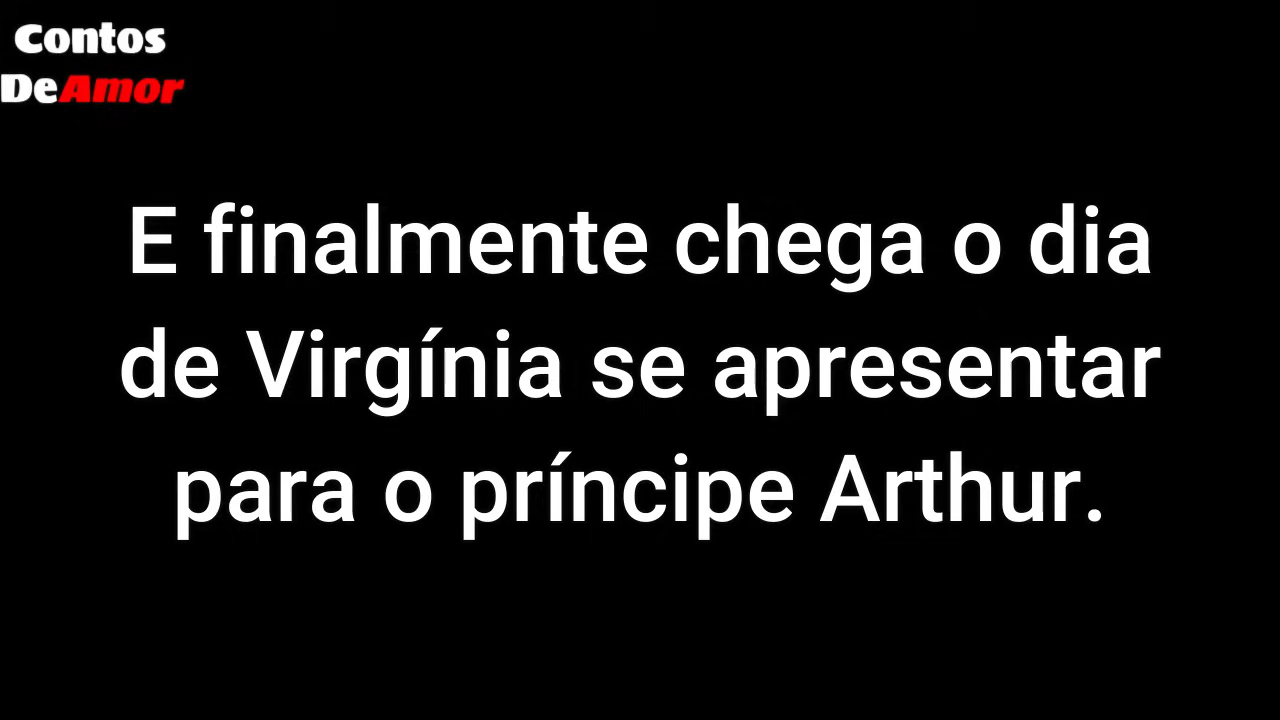 Contos
DeAmor
E finalmente chega o dia
de Virgínia se apresentar
para o príncipe Arthur.